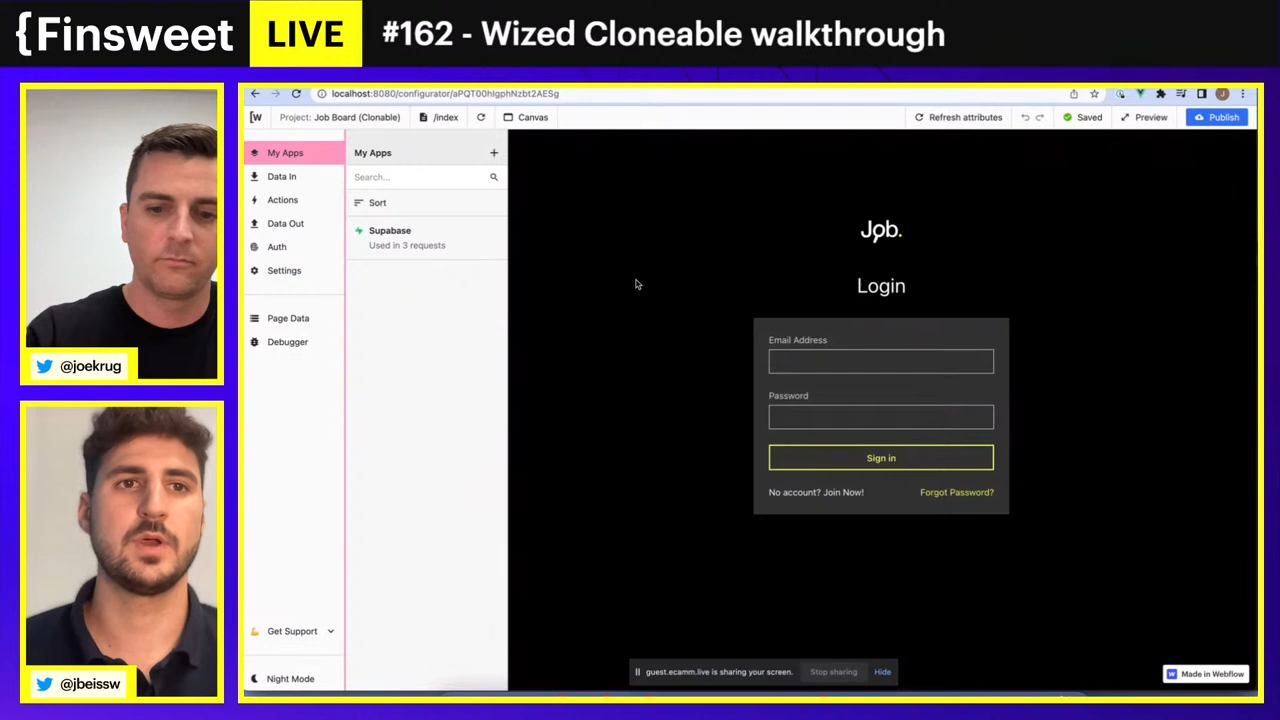 {Finsweet LIVE #162 - Wized Cloneable walkthrough
localhost:8080/configurator/aPQT00hIgphNzbt2AESg
J
[W Project: Job Board (Clonable) /index Canvas Refresh attributes Saved Preview Publish
My Apps
Data In
Actions
Data Out
Auth
Settings
Page Data
Debugger
Get Support
Night Mode
My Apps +
Search...
Sort
Supabase
Used in 3 requests
Job.
Login
Email Address
Password
Sign in
No account? Join Now! Forgot Password?
guest.ecamm.live is sharing your screen. Stop sharing Hide
Made in Webflow
@joekrug
@jbeissw